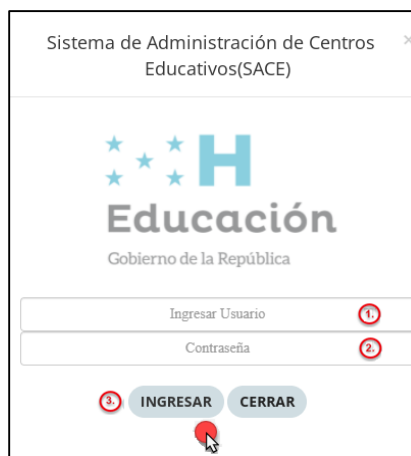 Sistema de Administración de Centros
Educativos(SACE)
×
H
Educación
Gobierno de la República
Ingresar Usuario 1.
Contraseña 2.
3. INGRESAR CERRAR